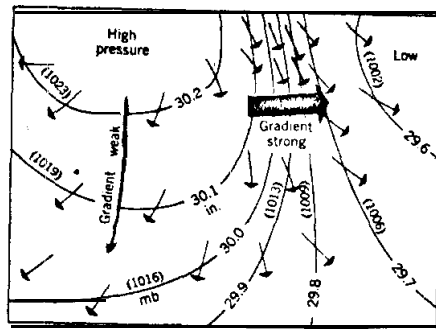 High
pressure
Low
(1002)
(1023)
30.2
Gradient
strong
29.6
weak
Gradient
(1019)
30.1
in.
(1013)
(1009)
(1006)
30.0
(1016)
mb
29.9
29.8
29.7